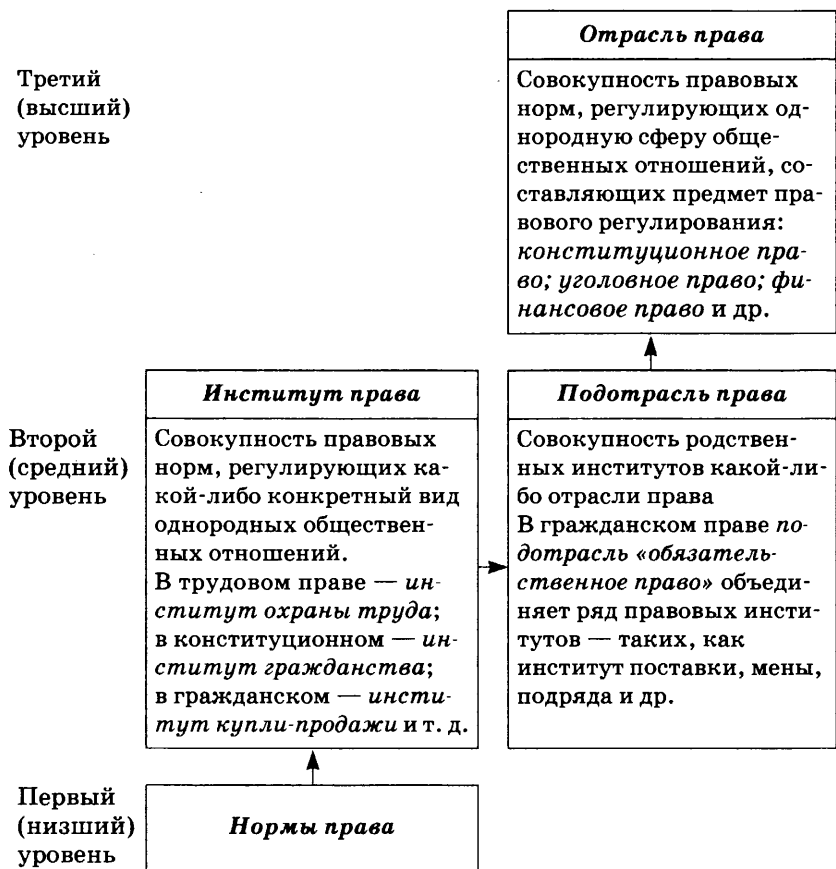 Третий
(высший)
уровень
Отрасль права
Совокупность правовых
норм, регулирующих од-
нородную сферу обще-
ственных отношений, со-
ставляющих предмет пра-
вового регулирования:
конституционное пра-
во; уголовное право; фи-
нансовое право и др.
Второй
(средний)
уровень
Институт права
Совокупность правовых
норм, регулирующих ка-
кой-либо конкретный вид
однородных обществен-
ных отношений.
В трудовом праве — ин-
ститут охраны труда;
в конституционном — ин-
ститут гражданства;
в гражданском — инсти-
тут купли-продажи и т. д.
Подотрасль права
Совокупность родствен-
ных институтов какой-ли-
бо отрасли права
В гражданском праве по-
дотрасль «обязатель-
ственное право» объеди-
няет ряд правовых инсти-
тутов — таких, как
институт поставки, мены,
подряда и др.
Первый
(низший)
уровень
Нормы права